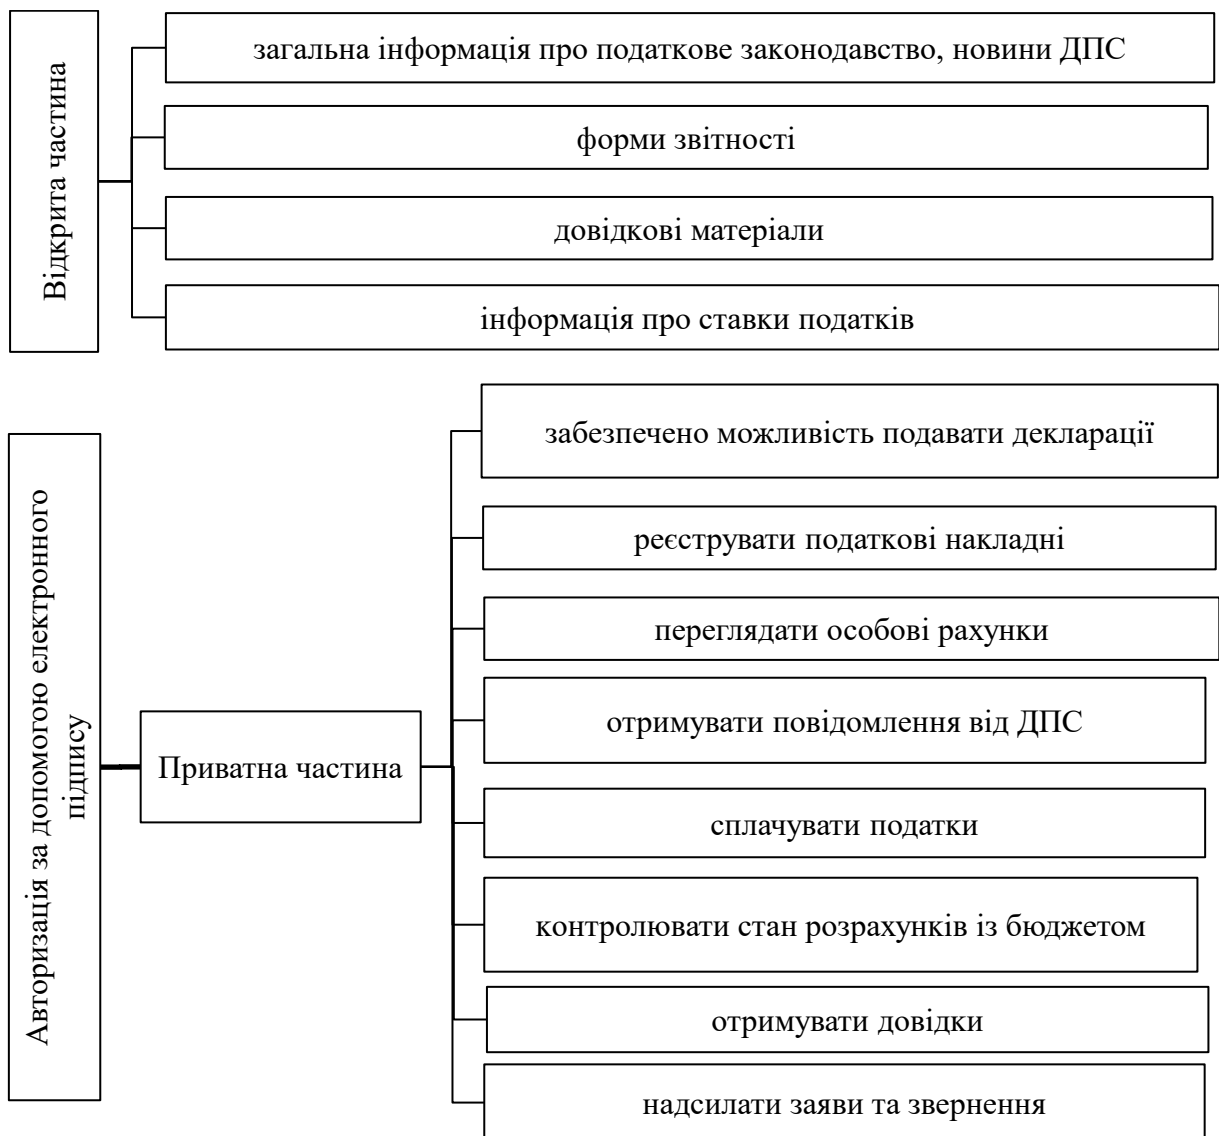 Відкрита частина
загальна інформація про податкове законодавство, новини ДПС
форми звітності
довідкові матеріали
інформація про ставки податків
Авторизація за допомогою електронного
підпису
Приватна частина
забезпечено можливість подавати декларації
реєструвати податкові накладні
переглядати особові рахунки
отримувати повідомлення від ДПС
сплачувати податки
контролювати стан розрахунків із бюджетом
отримувати довідки
надсилати заяви та звернення